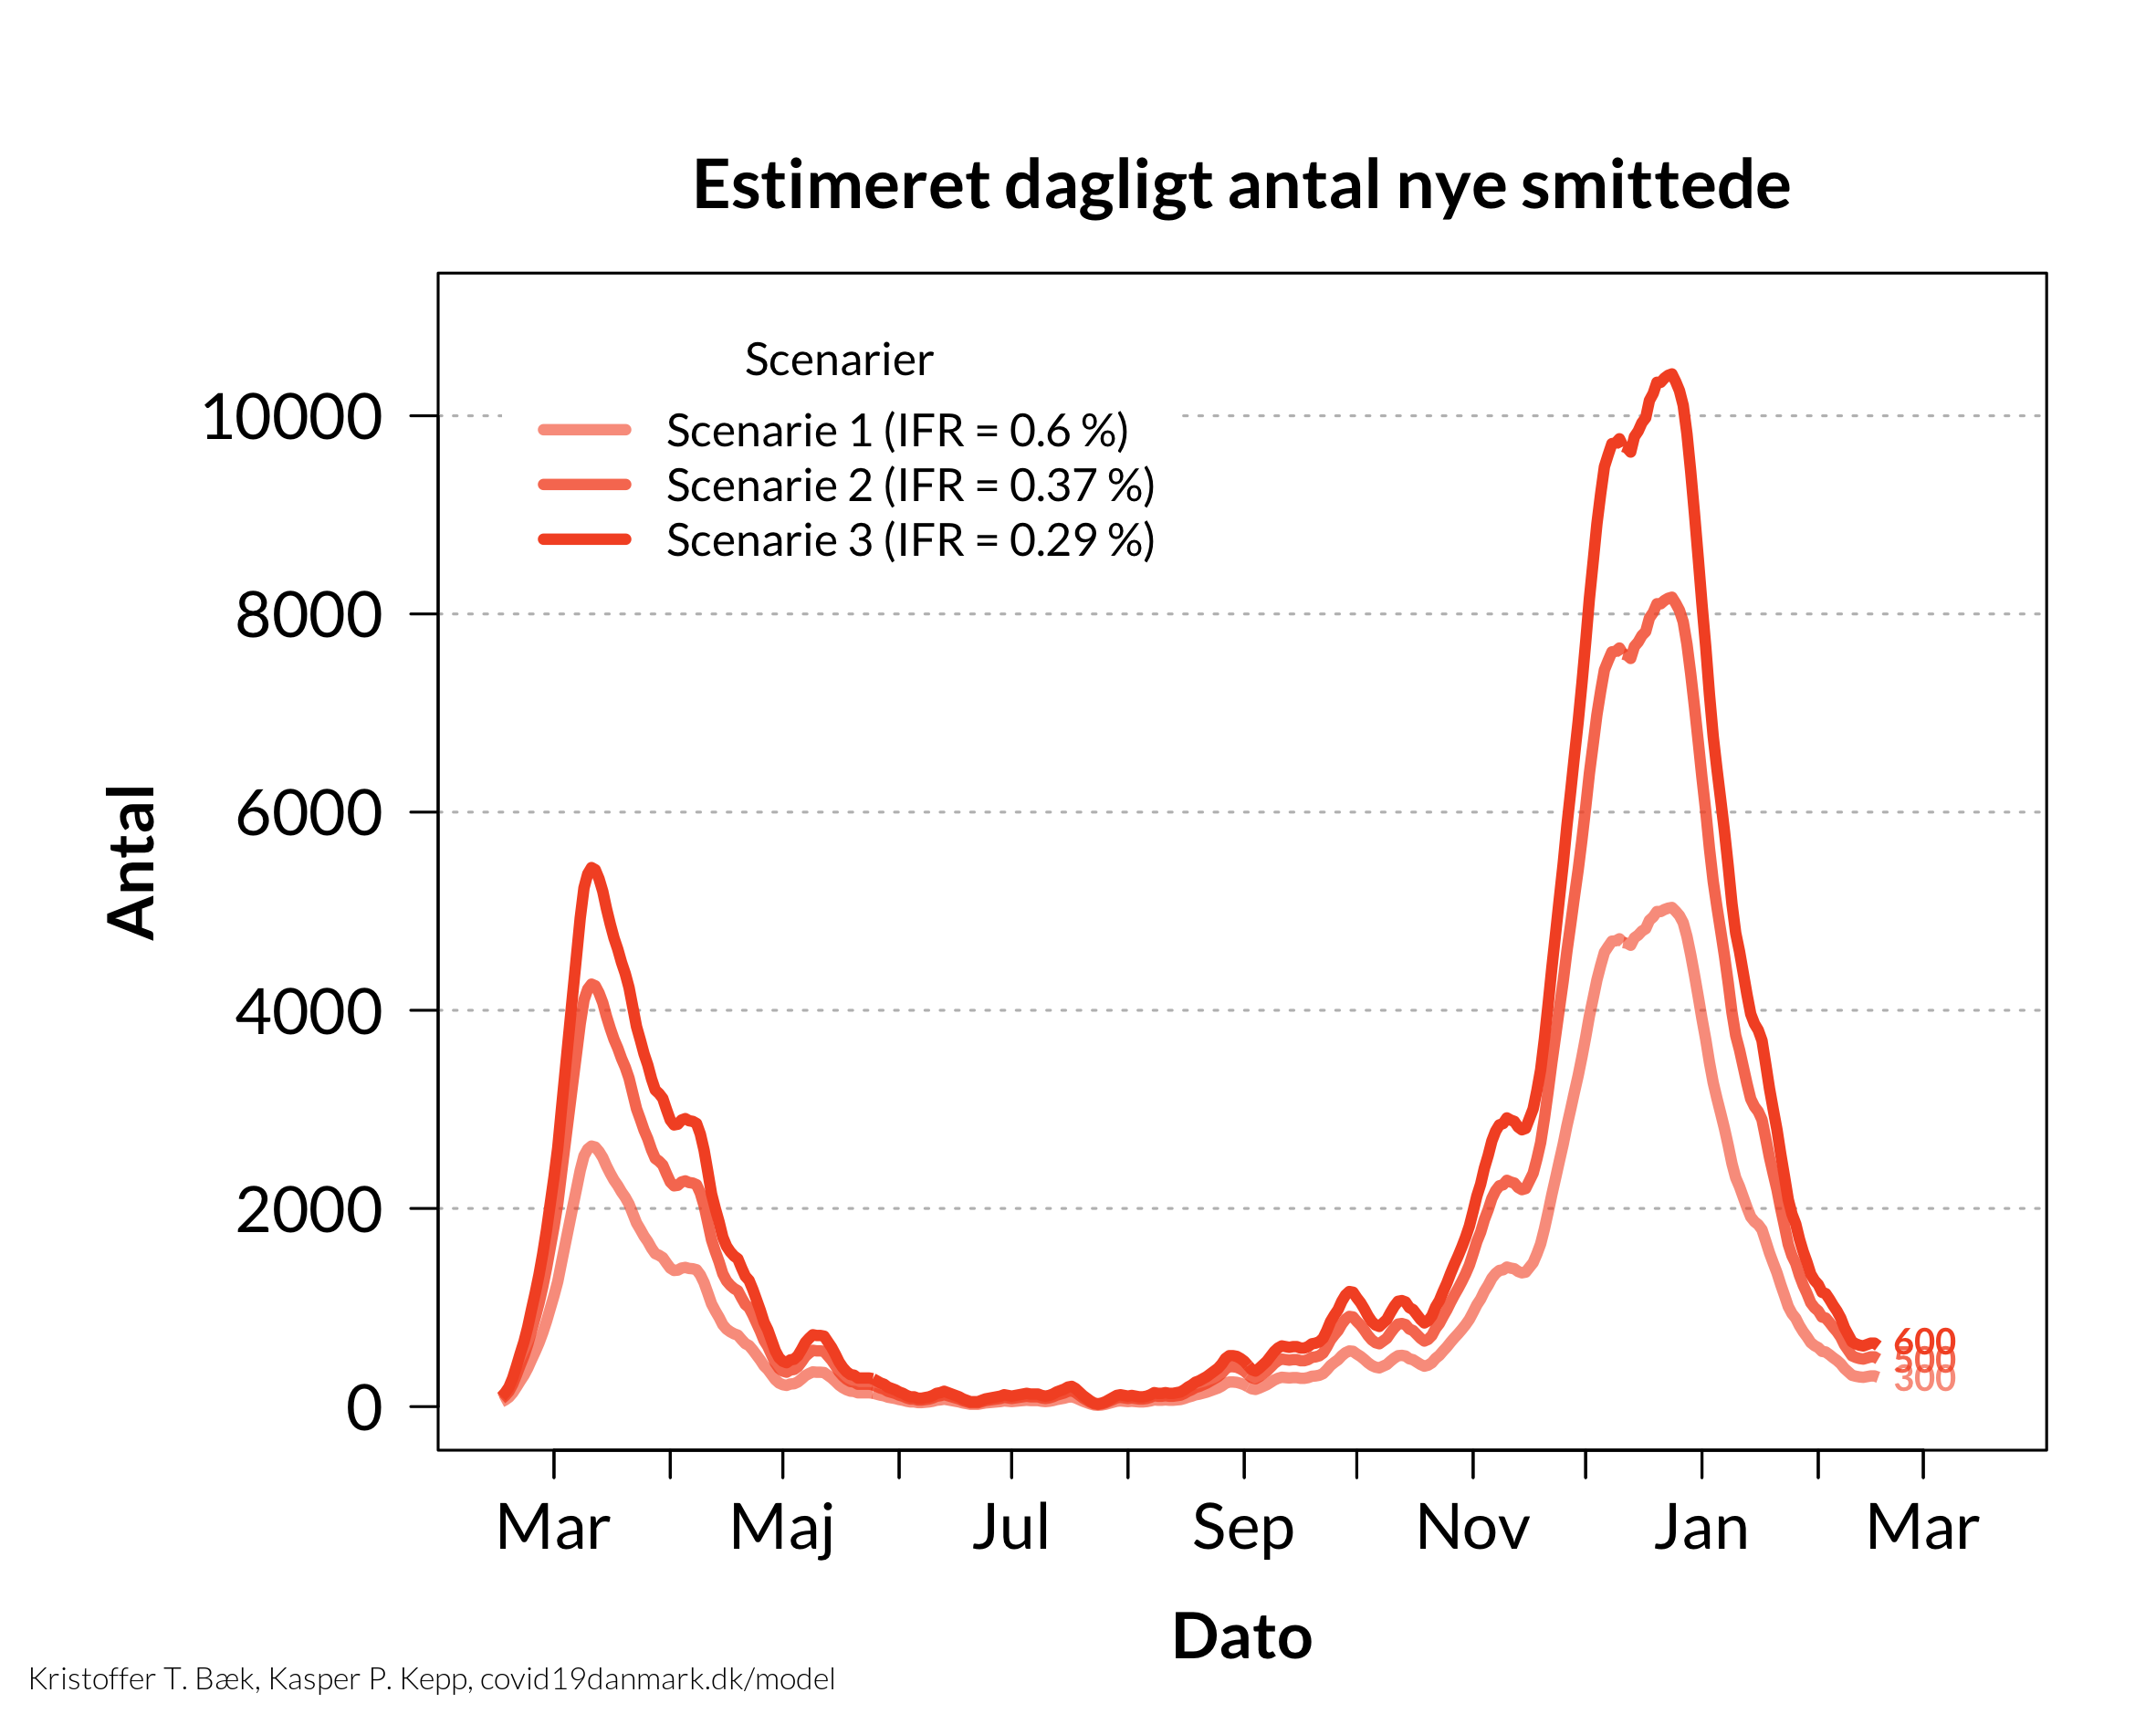 Estimeret dagligt antal nye smittede
Scenarier
Scenarie 1 (IFR = 0.6 %)
Scenarie 2 (IFR = 0.37 %)
Scenarie 3 (IFR = 0.29 %)
10000
8000
6000
4000
2000
0
Antal
600
500
300
Mar Maj Jul Sep Nov Jan Mar
Dato
Kristoffer T. Bæk, Kasper P. Kepp, covid19danmark.dk/model